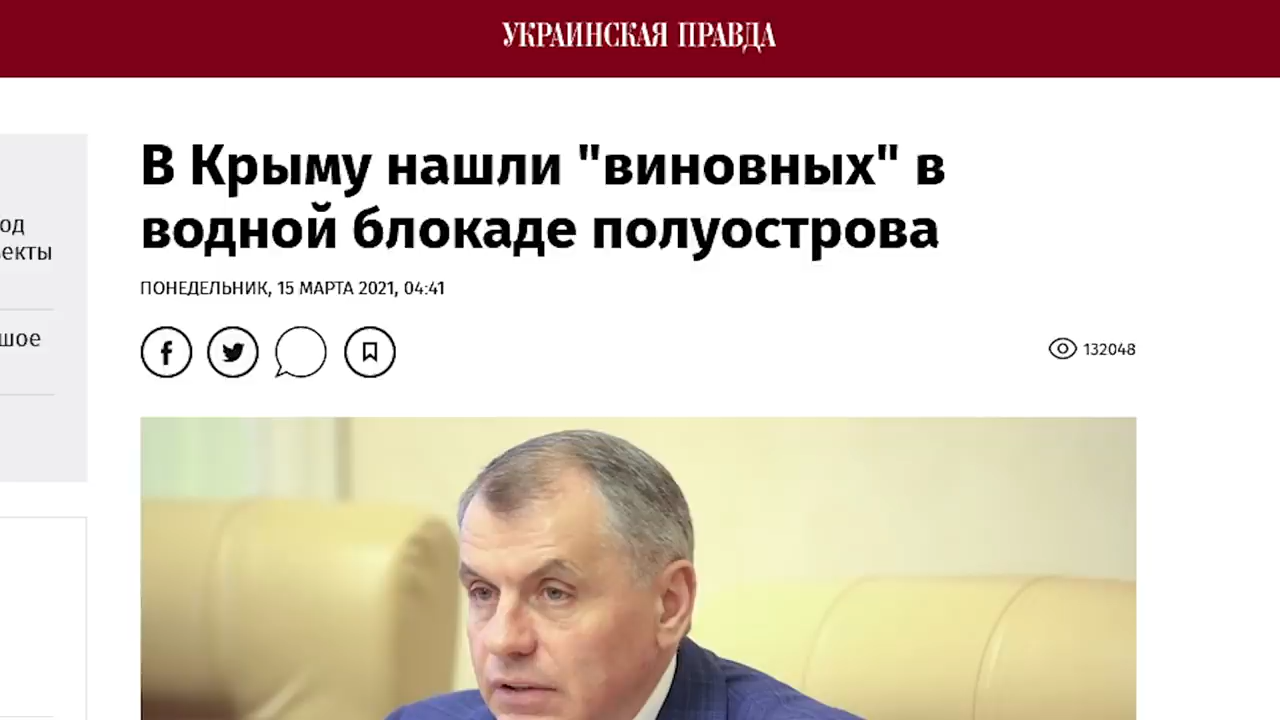 УКРАИНСКАЯ ПРАВДА
В Крыму нашли "виновных" в
водной блокаде полуострова
ПОНЕДЕЛЬНИК, 15 МАРТА 2021, 04:41
132048
од
екты
шое